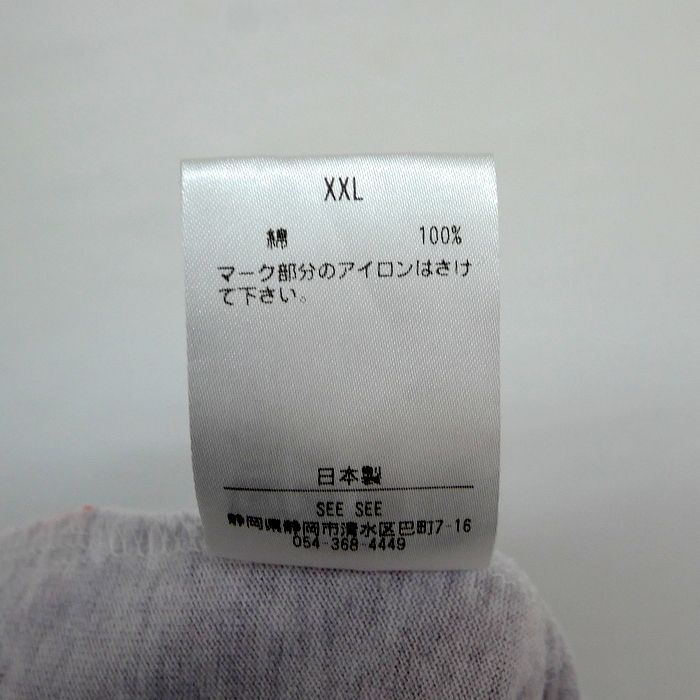 XXL
綿 100%
マーク部分のアイロンはさけ
て下さい。
日本製
SEE SEE
静岡県静岡市清水区巴町7-16
054-368-4449